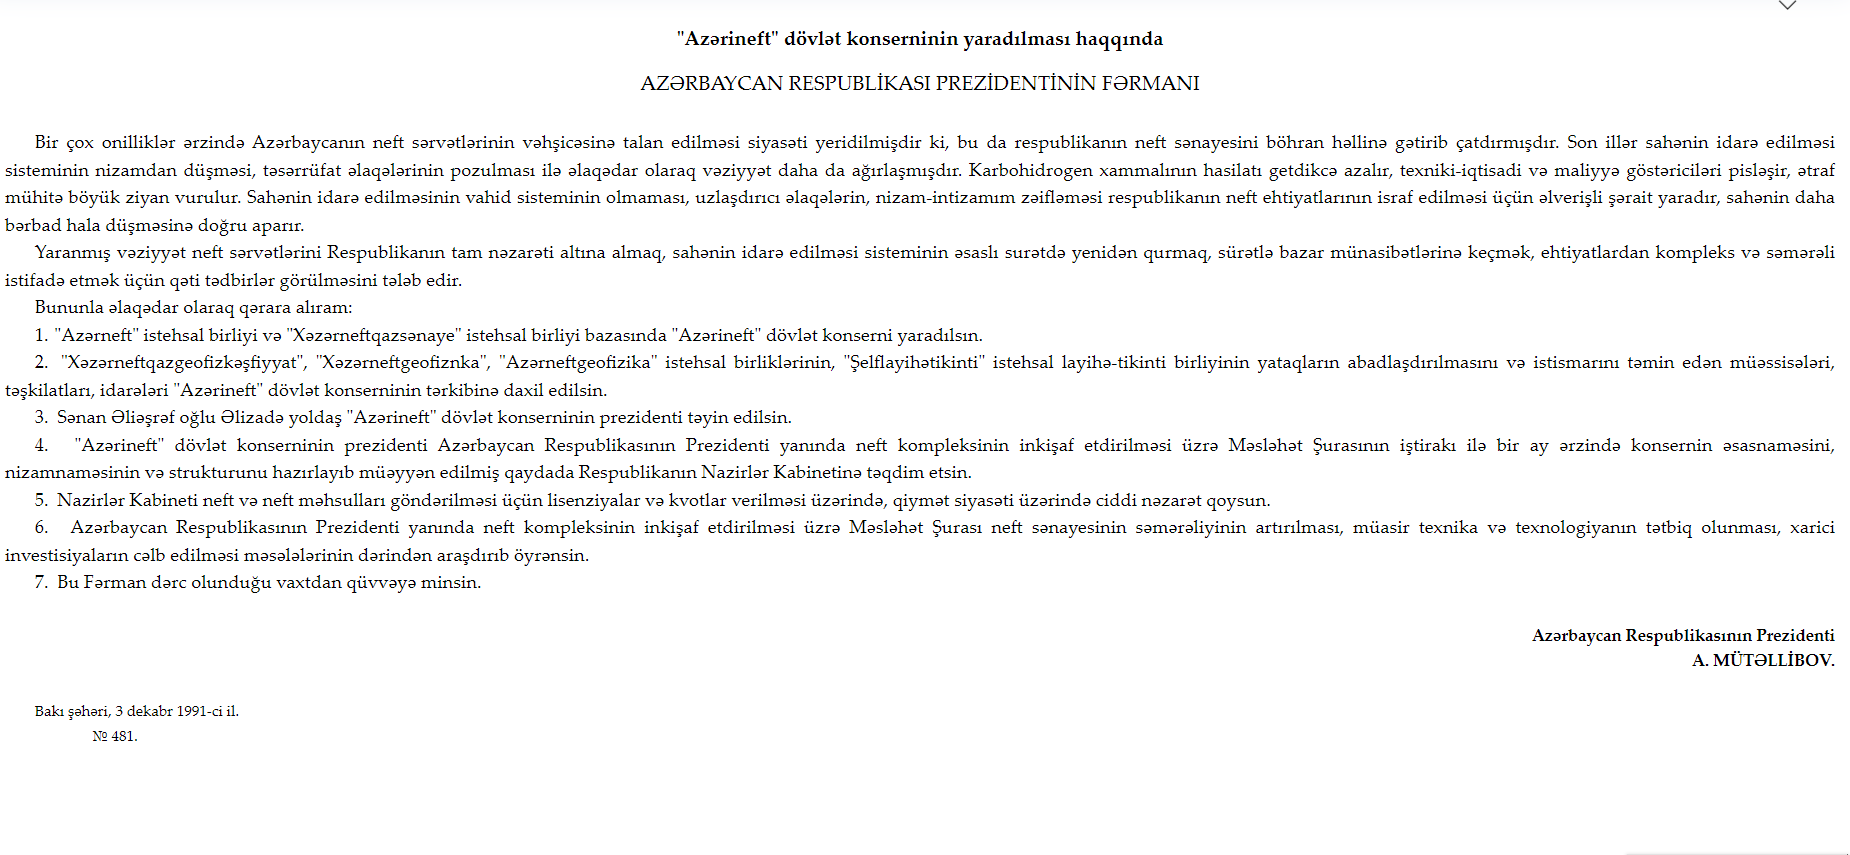 "Azərineft" dövlət konserninin yaradılması haqqında
AZƏRBAYCAN RESPUBLİKASI PREZİDENTİNİN FƏRMANI
Bir çox onilliklər ərzində Azərbaycanın neft sərvətlərinin vəhşicəsinə talan edilməsi siyasəti yeridilmişdir ki, bu da respublikanın neft sənayesini böhran həllinə gətirib çatdırmışdır. Son illər sahənin idarə edilməsi
sisteminin nizamdan düşməsi, təsərrüfat əlaqələrinin pozulması ilə əlaqədar olaraq vəziyyət daha da ağırlaşmışdır. Karbohidrogen xammalının hasilatı getdikcə azalır, texniki-iqtisadi və maliyyə göstəriciləri pisləşir, ətraf
mühitə böyük ziyan vurulur. Sahənin idarə edilməsinin vahid sisteminin olmaması, uzlaşdırıcı əlaqələrin, nizam-intizamım zəifləməsi respublikanın neft ehtiyatlarının israf edilməsi üçün əlverişli şərait yaradır, sahənin daha
bərbad hala düşməsinə doğru aparır.
Yaranmış vəziyyət neft sərvətlərini Respublikanın tam nəzarəti altına almaq, sahənin idarə edilməsi sisteminin əsaslı surətdə yenidən qurmaq, sürətlə bazar münasibətlərinə keçmək, ehtiyatlardan kompleks və səmərəli
istifadə etmək üçün qəti tədbirlər görülməsini tələb edir.
Bununla əlaqədar olaraq qərara alıram:
1. "Azərneft" istehsal birliyi və "Xəzərneftqazsənaye" istehsal birliyi bazasında "Azərineft" dövlət konserni yaradılsın.
2. "Xəzərneftqazgeofizkəşfiyyat", "Xəzərneftgeofiznka", "Azərneftgeofizika" istehsal birliklərinin, "Şelflayihətikinti" istehsal layihə-tikinti birliyinin yataqların abadlaşdırılmasını və istismarını təmin edən müəssisələri,
təşkilatları, idarələri "Azərineft" dövlət konserninin tərkibinə daxil edilsin.
3. Sənan Əliəşrəf oğlu Əlizadə yoldaş "Azərineft" dövlət konserninin prezidenti təyin edilsin.
4. "Azərineft" dövlət konserninin prezidenti Azərbaycan Respublikasının Prezidenti yanında neft kompleksinin inkişaf etdirilməsi üzrə Məsləhət Şurasının iştirakı ilə bir ay ərzində konsernin əsasnaməsini,
nizamnaməsinin və strukturunu hazırlayıb müəyyən edilmiş qaydada Respublikanın Nazirlər Kabinetinə təqdim etsin.
5. Nazirlər Kabineti neft və neft məhsulları göndərilməsi üçün lisenziyalar və kvotlar verilməsi üzərində, qiymət siyasəti üzərində ciddi nəzarət qoysun.
6. Azərbaycan Respublikasının Prezidenti yanında neft kompleksinin inkişaf etdirilməsi üzrə Məsləhət Şurası neft sənayesinin səmərəliyinin artırılması, müasir texnika və texnologiyanın tətbiq olunması, xarici
investisiyaların cəlb edilməsi məsələlərinin dərindən araşdırıb öyrənsin.
7. Bu Fərman dərc olunduğu vaxtdan qüvvəyə minsin.
Azərbaycan Respublikasının Prezidenti
A. MÜTƏLLİBOV.
Bakı şəhəri, 3 dekabr 1991-ci il.
№ 481.